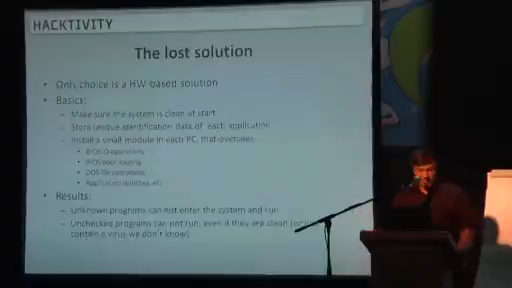 HACKTIVITY
The lost solution
• Only choice is a HW-based solution
• Basics:
– Make sure the system is clean at start
– Store unique identification data of each application
– Install a small module in each PC, that oversees
• BIOS IO operations
• DOS file operations
• Application
• Results:
– Unknown programs can not enter the system and run
– Unchecked programs can not run, even if they are clean (or
contain a virus we don't know).